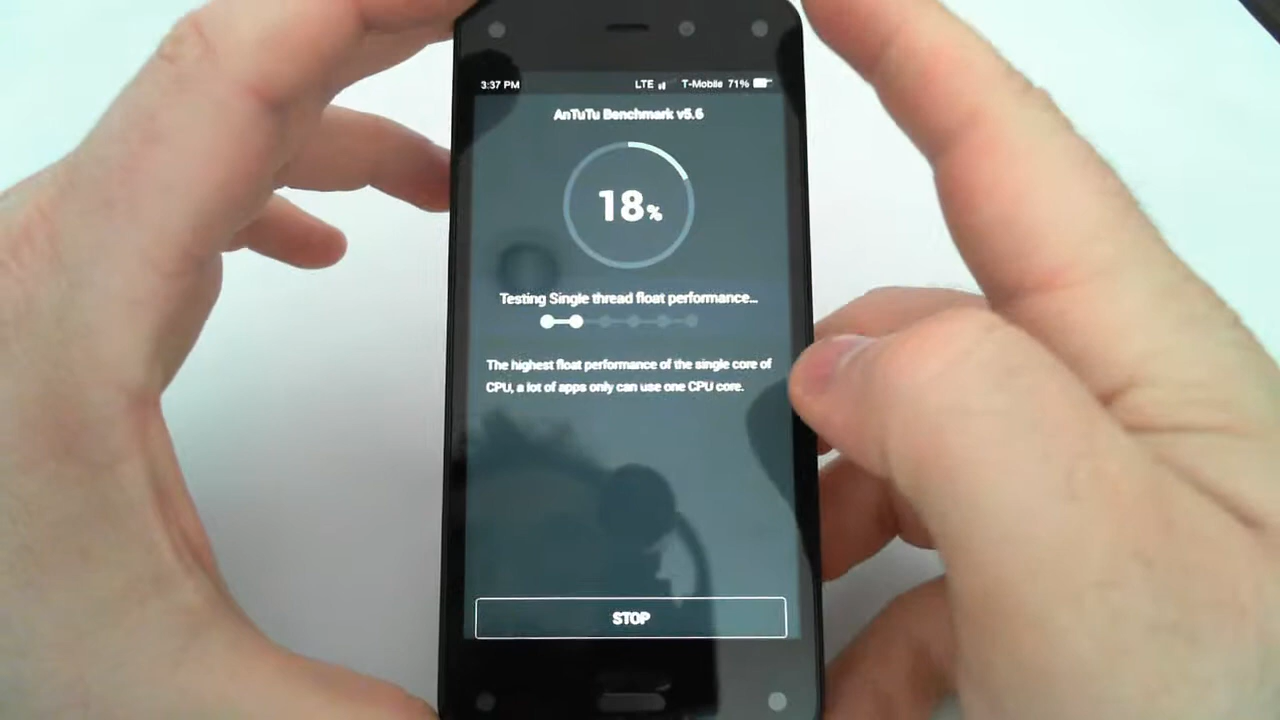 3:37 PM LTE T-Mobile 71%
AnTuTu Benchmark v5.6
18%
Testing Single thread float performance...
The highest float performance of the single core of
CPU, a lot of apps only can use one CPU core.
STOP